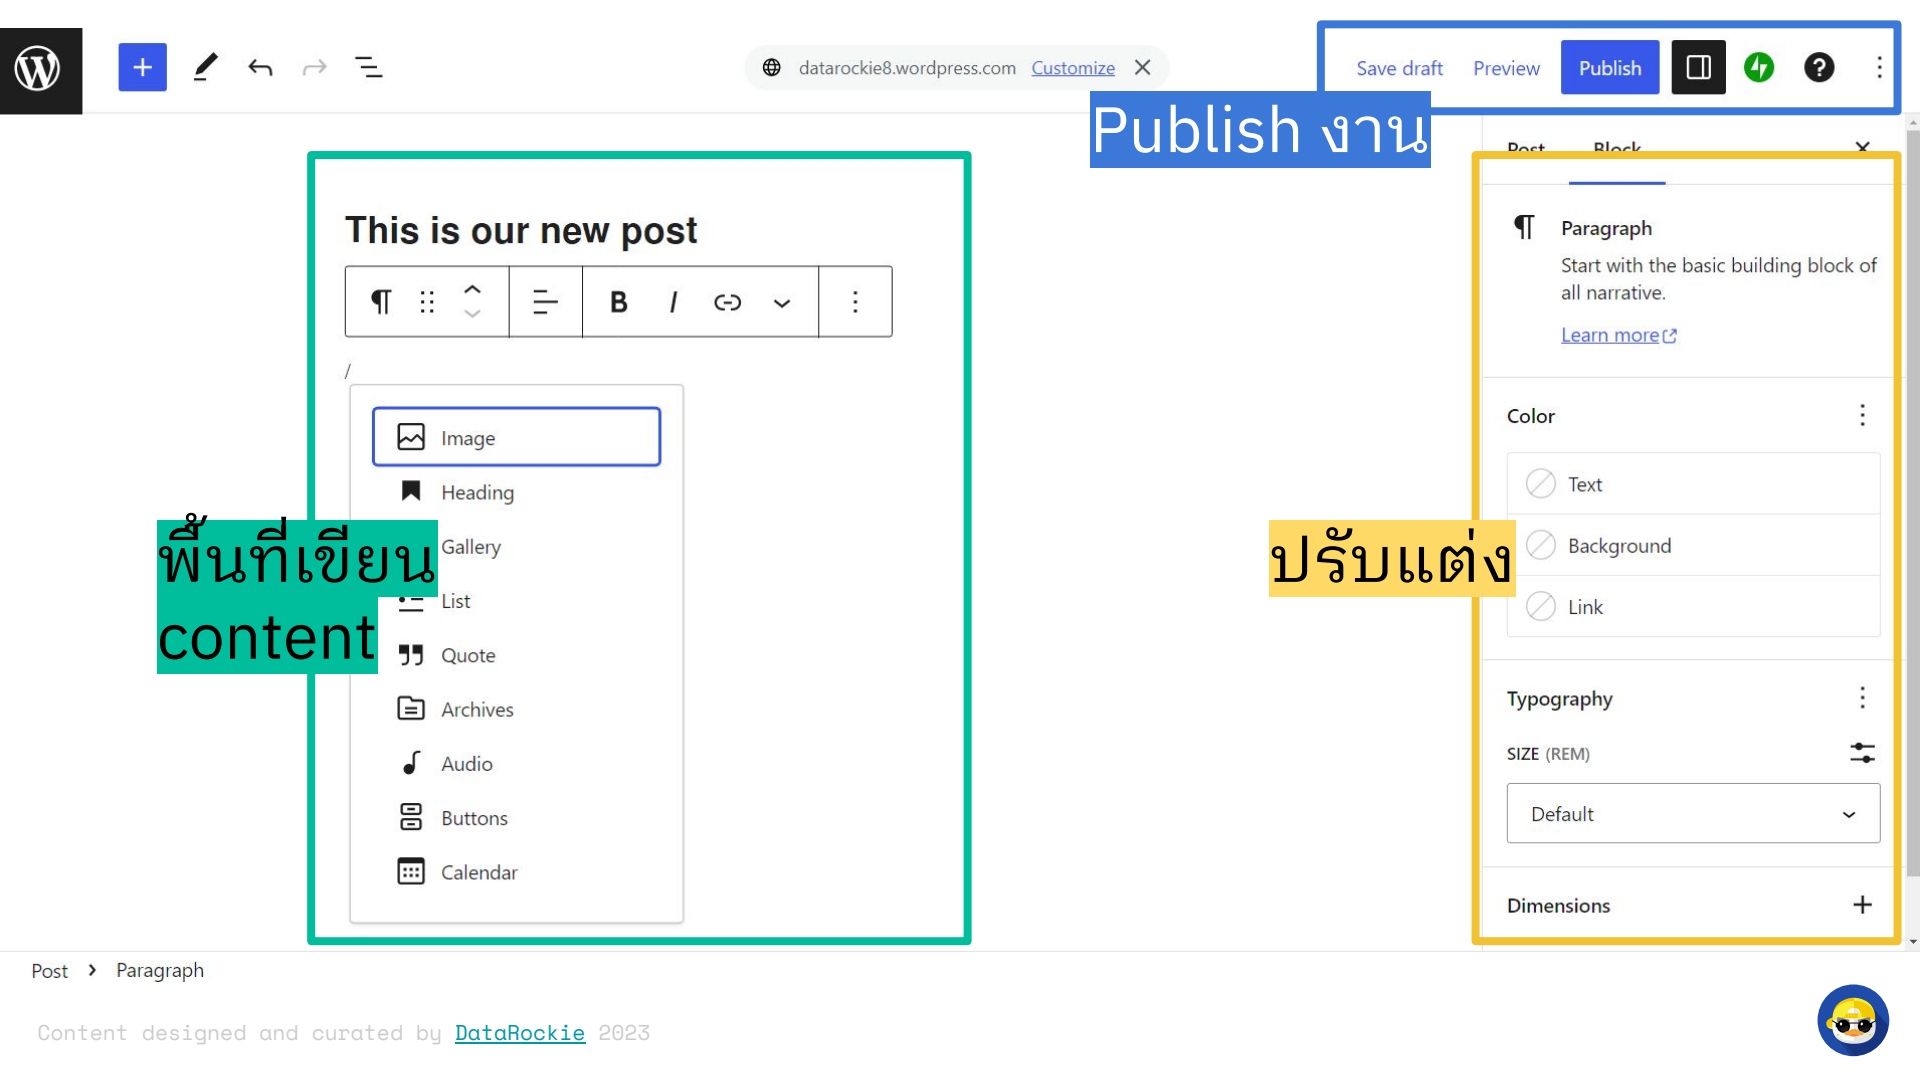 datarockie8.wordpress.com Customize
Save draft Preview Publish
Publish งาน
Post Block
This is our new post
B I
/
Image
Heading
Gallery
List
Quote
Archives
Audio
Buttons
Calendar
พื้นที่เขียน
content
ปรับแต่ง
Paragraph
Start with the basic building block of
all narrative.
Learn more
Color
Text
Background
Link
Typography
SIZE (REM)
Default
Dimensions
Post > Paragraph
Content designed and curated by DataRockie 2023